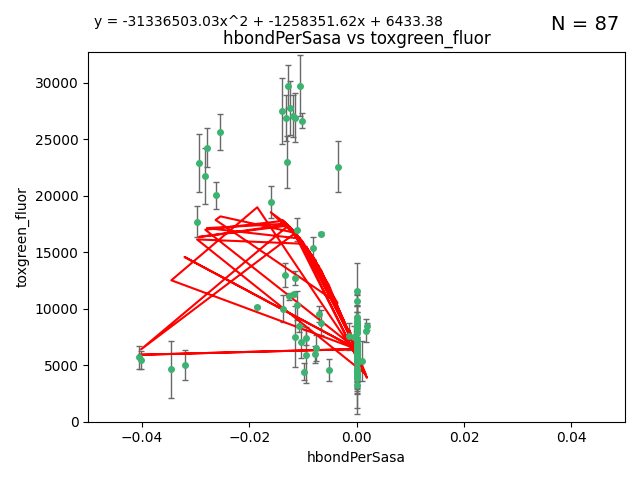 y = -31336503.03x^2 + -1258351.62x + 6433.38
N = 87
hbondPerSasa vs toxgreen_fluor
30000
25000
20000
15000
10000
5000
0
toxgreen_fluor
−0.04
−0.02
0.00
0.02
0.04
hbondPerSasa